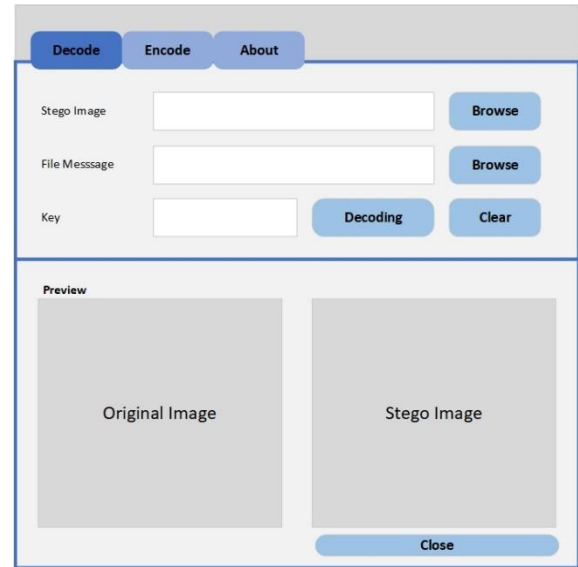 Decode Encode About
Stego Image Browse
File Messsage Browse
Key Decoding Clear
Preview
Original Image Stego Image
Close